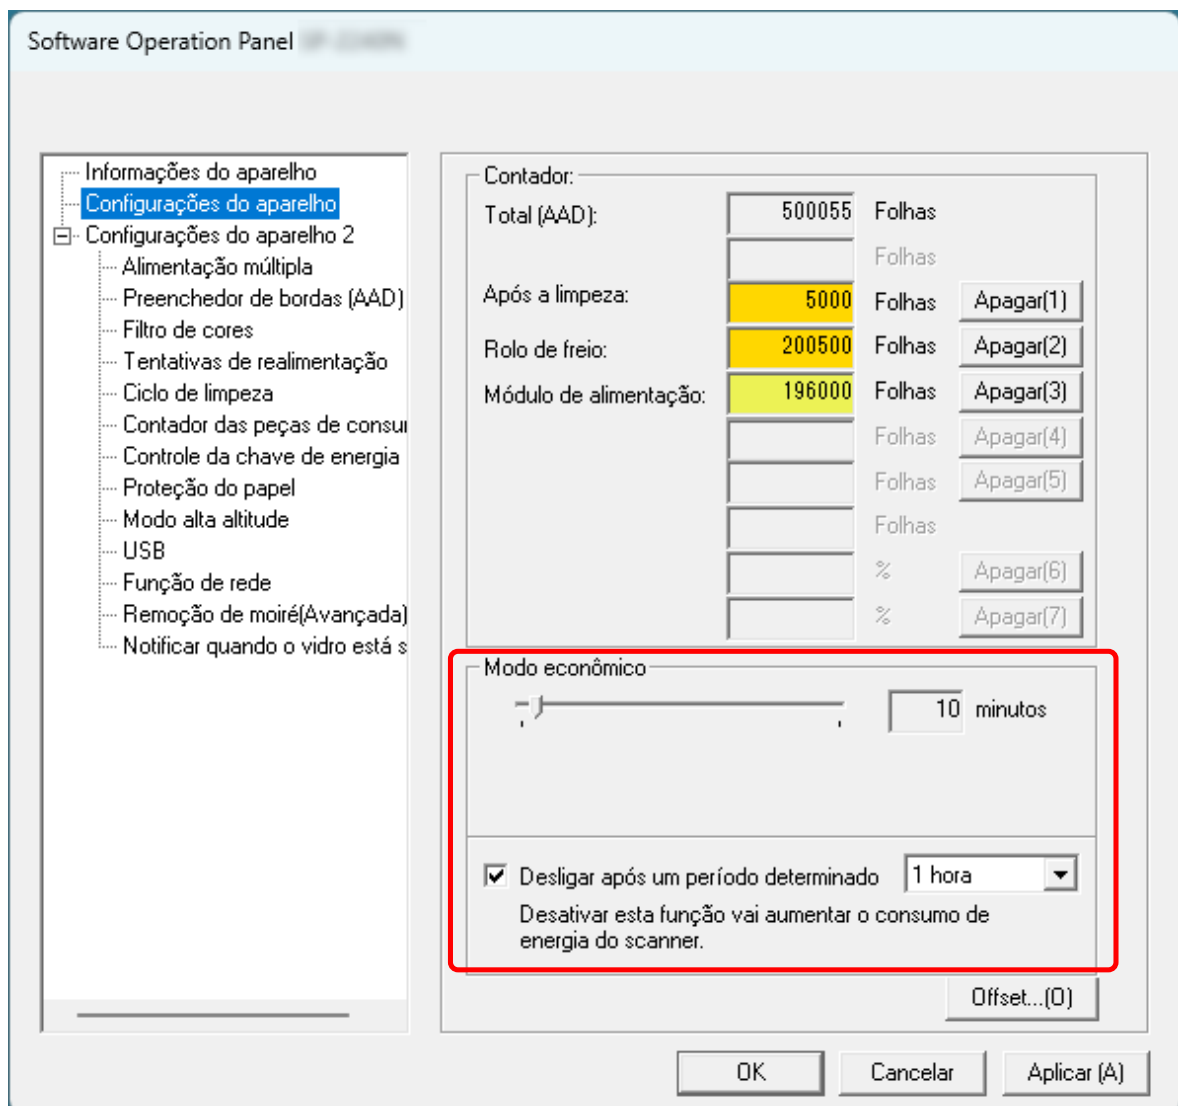 Software Operation Panel
Informações do aparelho
Configurações do aparelho
Configurações do aparelho 2
Alimentação múltipla
Preenchedor de bordas (AAD)
Filtro de cores
Tentativas de realimentação
Ciclo de limpeza
Contador das peças de consu
Controle da chave de energia
Proteção do papel
Modo alta altitude
USB
Função de rede
Remoção de moiré(Avançada)
Notificar quando o vidro está s
Contador:
Total (AAD): 500055 Folhas
Folhas
Após a limpeza: 5000 Folhas Apagar(1)
Rolo de freio: 200500 Folhas Apagar(2)
Módulo de alimentação: 196000 Folhas Apagar(3)
Folhas Apagar(4)
Folhas Apagar(5)
Folhas
% Apagar(6)
% Apagar(7)
Modo econômico
10 minutos
Desligar após um período determinado 1 hora
Desativar esta função vai aumentar o consumo de
energia do scanner.
Offset...(O)
OK Cancelar Aplicar (A)